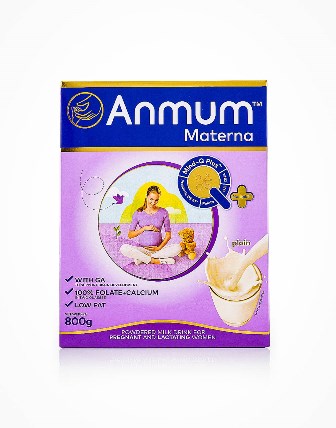 Anmum™
Materna
Mind-Q Plus™
plain
WITH GA
100% FOLATE+CALCIUM
LOW FAT
800g
POWDERED MILK DRINK FOR
PREGNANT AND LACTATING WOMEN